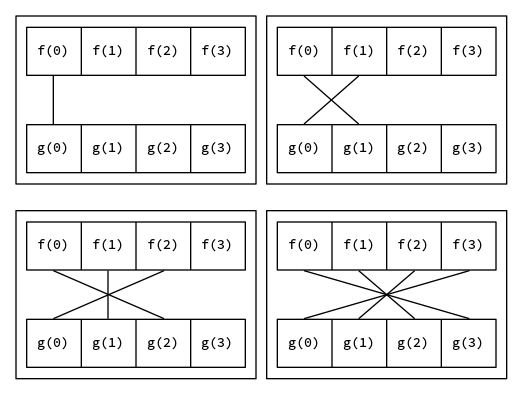 f(0) f(1) f(2) f(3)
g(0) g(1) g(2) g(3)
f(0) f(1) f(2) f(3)
g(0) g(1) g(2) g(3)
f(0) f(1) f(2) f(3)
g(0) g(1) g(2) g(3)
f(0) f(1) f(2) f(3)
g(0) g(1) g(2) g(3)